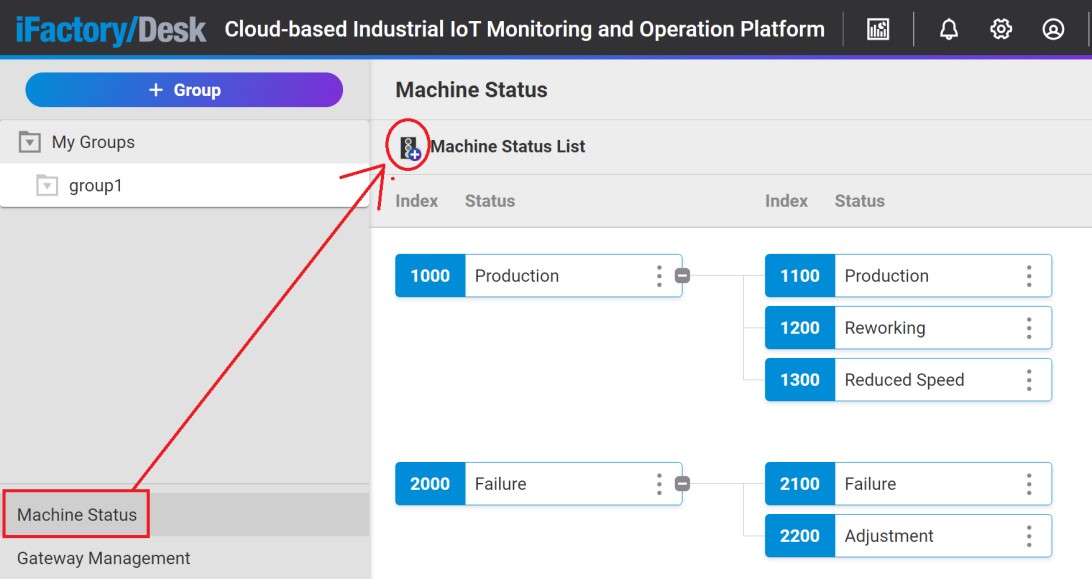 iFactory/Desk Cloud-based Industrial IoT Monitoring and Operation Platform
+ Group
My Groups
group1
Machine Status
Gateway Management
Machine Status
Machine Status List
Index Status Index Status
1000 Production
1100 Production
1200 Reworking
1300 Reduced Speed
2000 Failure
2100 Failure
2200 Adjustment